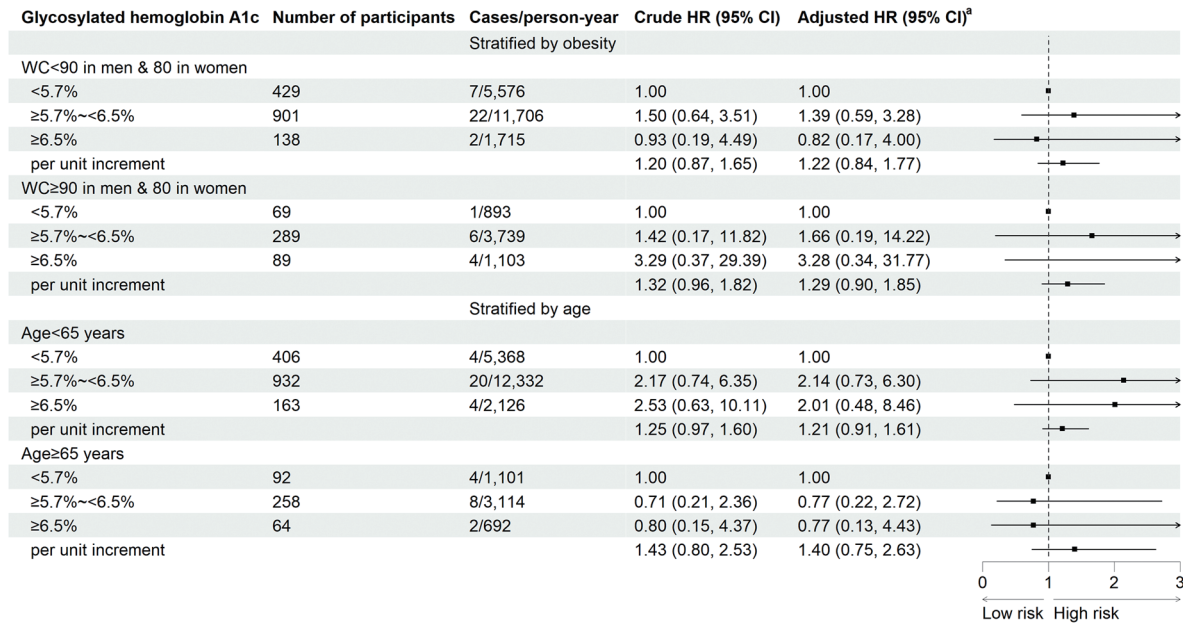 Glycosylated hemoglobin A1c Number of participants Cases/person-year Crude HR (95% CI) Adjusted HR (95% CI)a
Stratified by obesity
WC<90 in men & 80 in women
<5.7% 429 7/5,576 1.00 1.00
≥5.7%~<6.5% 901 22/11,706 1.50 (0.64, 3.51) 1.39 (0.59, 3.28)
≥6.5% 138 2/1,715 0.93 (0.19, 4.49) 0.82 (0.17, 4.00)
per unit increment 1.20 (0.87, 1.65) 1.22 (0.84, 1.77)
WC≥90 in men & 80 in women
<5.7% 69 1/893 1.00 1.00
≥5.7%~<6.5% 289 6/3,739 1.42 (0.17, 11.82) 1.66 (0.19, 14.22)
≥6.5% 89 4/1,103 3.29 (0.37, 29.39) 3.28 (0.34, 31.77)
per unit increment 1.32 (0.96, 1.82) 1.29 (0.90, 1.85)
Stratified by age
Age<65 years
<5.7% 406 4/5,368 1.00 1.00
≥5.7%~<6.5% 932 20/12,332 2.17 (0.74, 6.35) 2.14 (0.73, 6.30)
≥6.5% 163 4/2,126 2.53 (0.63, 10.11) 2.01 (0.48, 8.46)
per unit increment 1.25 (0.97, 1.60) 1.21 (0.91, 1.61)
Age≥65 years
<5.7% 92 4/1,101 1.00 1.00
≥5.7%~<6.5% 258 8/3,114 0.71 (0.21, 2.36) 0.77 (0.22, 2.72)
≥6.5% 64 2/692 0.80 (0.15, 4.37) 0.77 (0.13, 4.43)
per unit increment 1.43 (0.80, 2.53) 1.40 (0.75, 2.63)
0 1 2 3
Low risk High risk